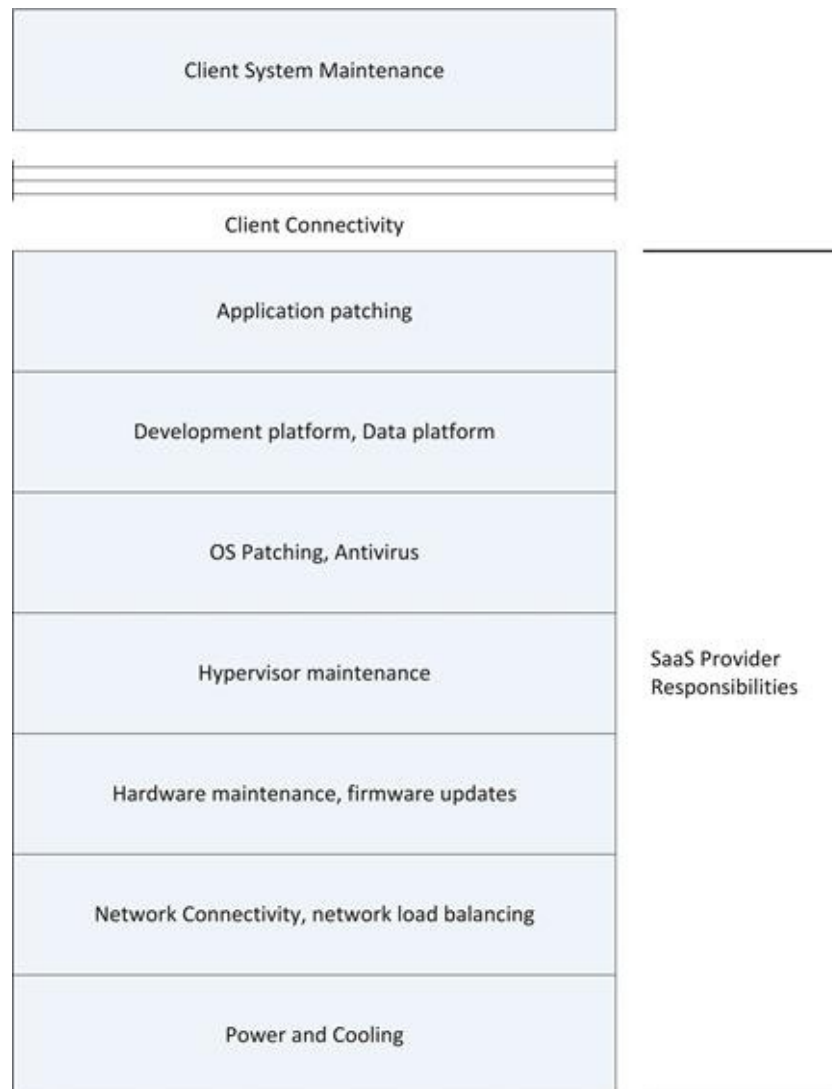 Client System Maintenance
Client Connectivity
Application patching
Development platform, Data platform
OS Patching, Antivirus
Hypervisor maintenance
SaaS Provider
Responsibilities
Hardware maintenance, firmware updates
Network Connectivity, network load balancing
Power and Cooling